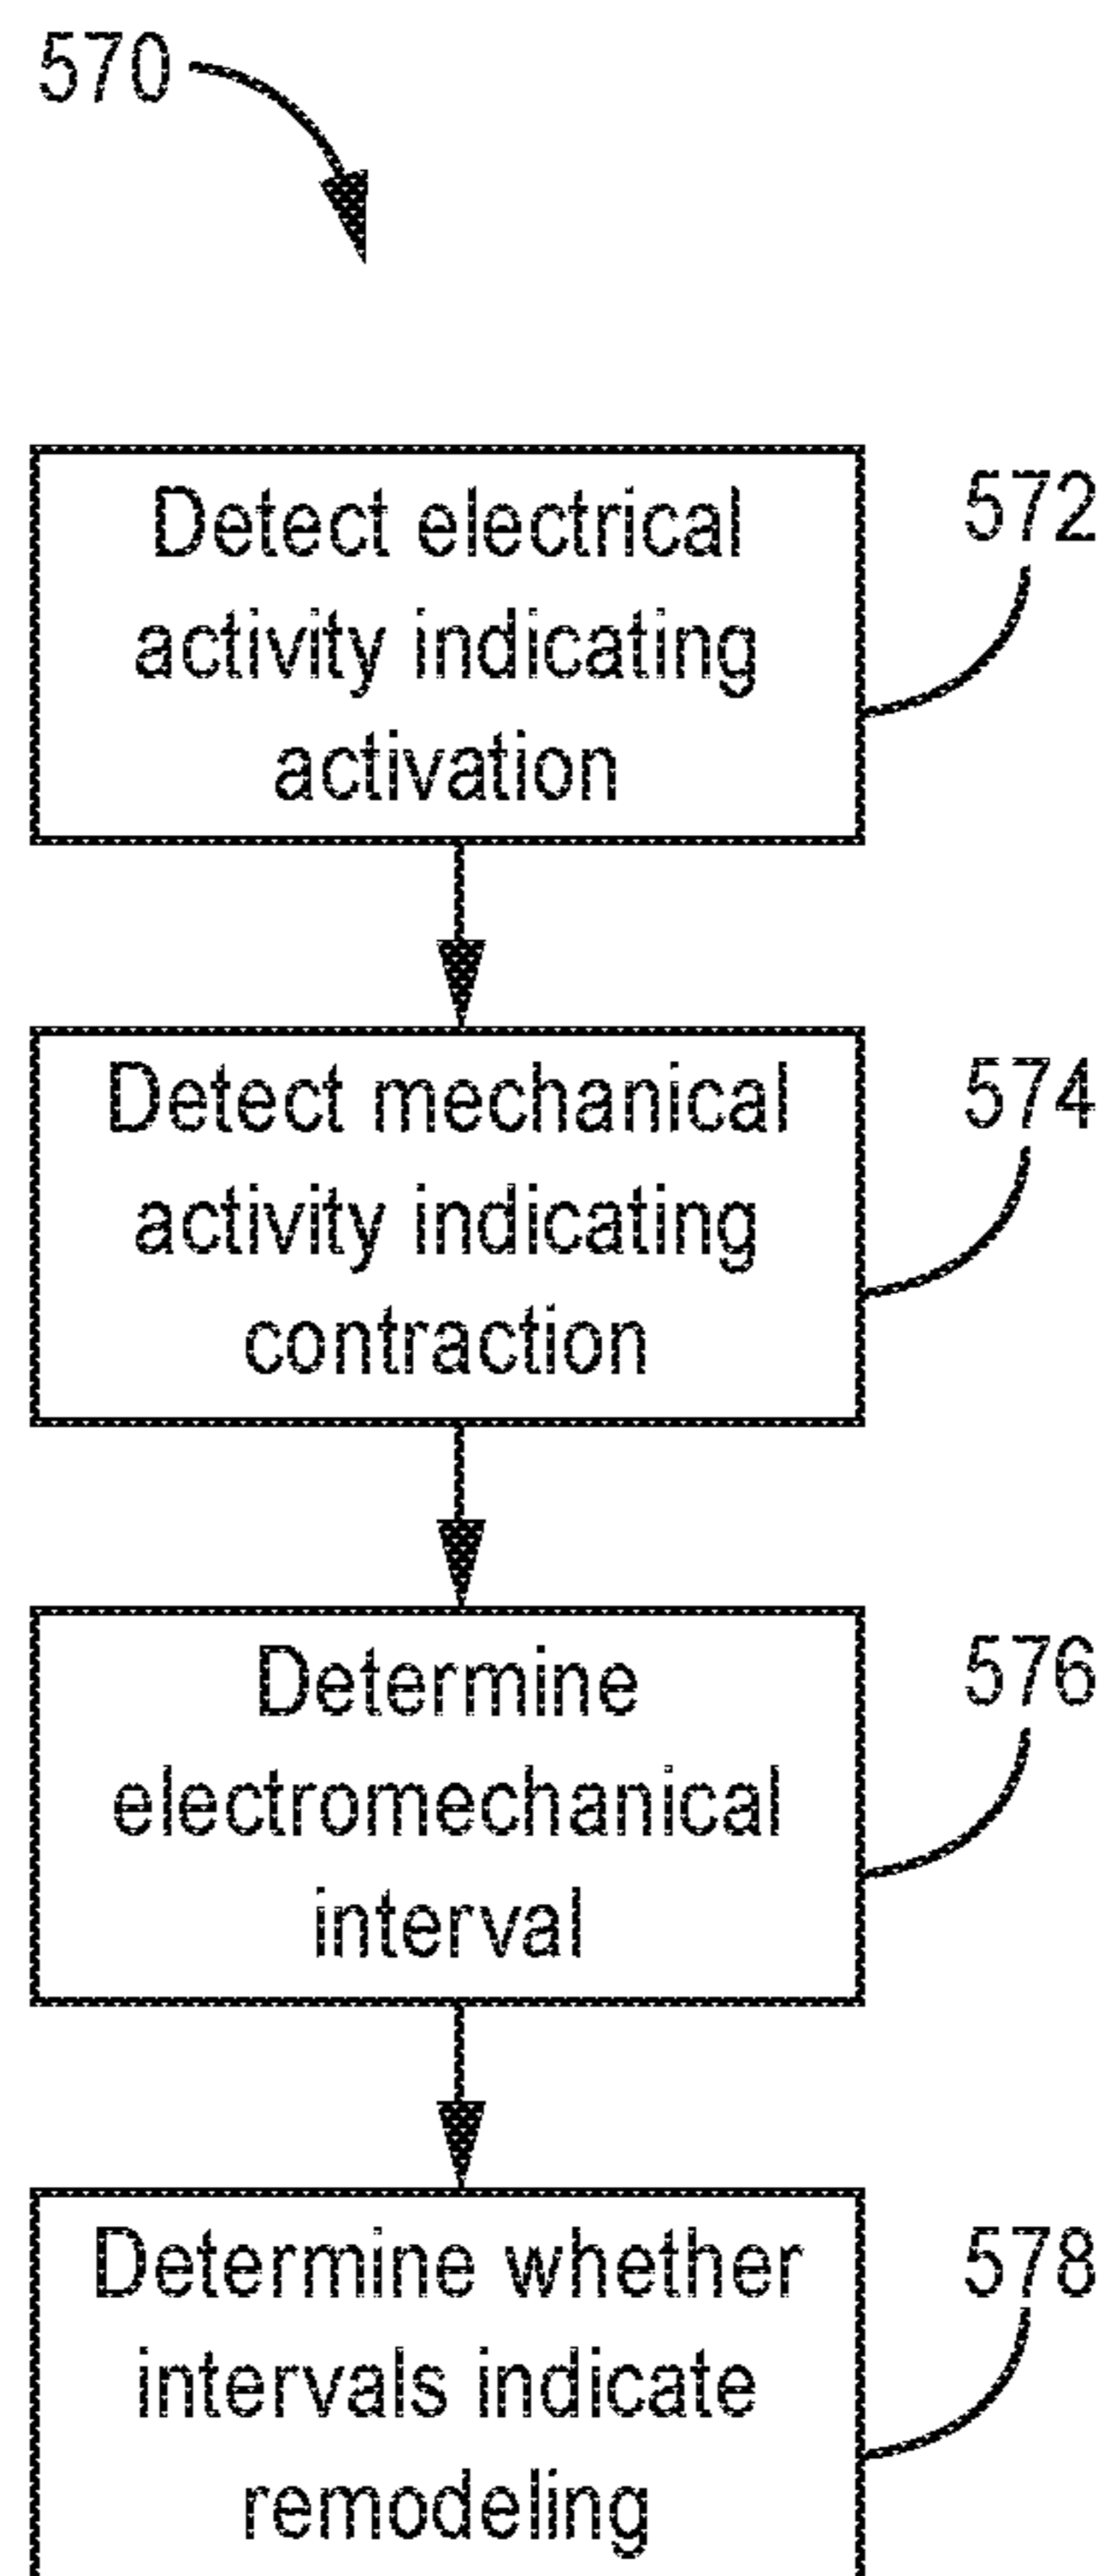 570
Detect electrical
activity indicating
activation
572
Detect mechanical
activity indicating
contraction
574
Determine
electromechanical
interval
576
Determine whether
intervals indicate
remodeling
578